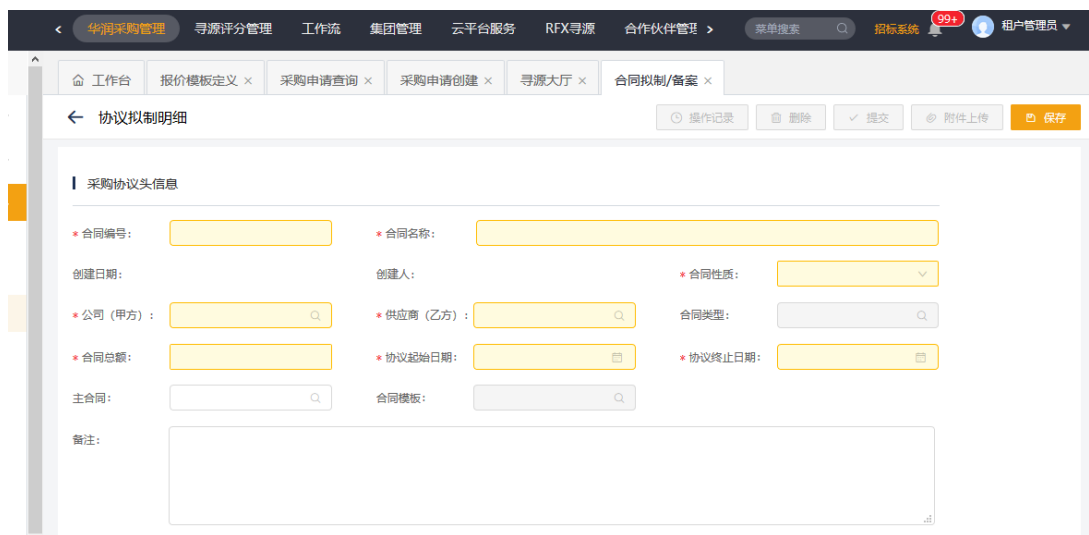 华润采购管理 寻源评分管理 工作流 集团管理 云平台服务 RFX寻源 合作伙伴管理 菜单搜索 招标系统 99+ 租户管理员
工作台 报价模板定义 采购申请查询 采购申请创建 寻源大厅 合同拟制/备案
协议拟制明细 操作记录 删除 提交 附件上传 保存
采购协议头信息
* 合同编号: * 合同名称:
创建日期: 创建人: * 合同性质:
* 公司（甲方）: * 供应商（乙方）: 合同类型:
* 合同总额: * 协议起始日期: * 协议终止日期:
主合同: 合同模板:
备注: